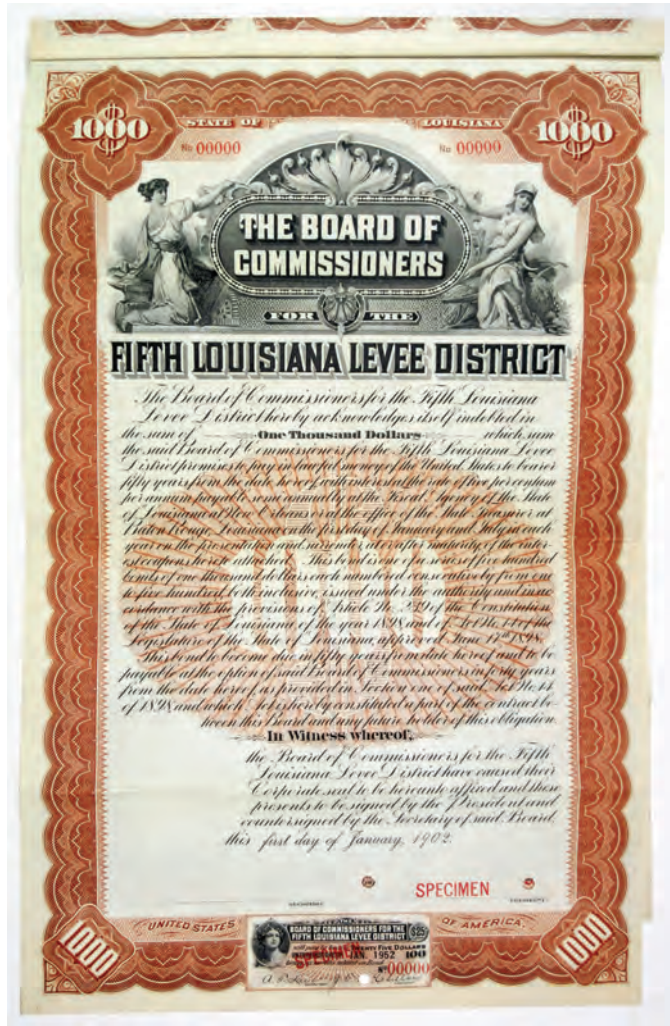 $1000
STATE OF LOUISIANA
$1000
No 00000
No 00000
THE BOARD OF
COMMISSIONERS
FOR THE
FIFTH LOUISIANA LEVEE DISTRICT
The Board of Commissioners for the Fifth Louisiana
Levee District hereby acknowledges itself indebted in
the sum of One Thousand Dollars which sum
the said Board of Commissioners for the Fifth Louisiana Levee
District promises to pay in lawful money of the United States to bearer
fifty years from the date hereof with interest at the rate of five per centum
per annum payable semi annually at the Fiscal Agency of the State
of Louisiana at New Orleans or at the office of the State Treasurer at
Baton Rouge, Louisiana on the first day of January and July in each
year on the presentation and surrender at or after maturity of the inter-
est coupons hereto attached. This bond is one of a series of five hundred
bonds of one thousand dollars each numbered consecutively from one
to five hundred, both inclusive, issued under the authority and in ac-
cordance with the provisions of Article No. 239 of the Constitution
of the State of Louisiana of the year 1898 and of Act No. 14 of the
Legislature of the State of Louisiana, approved June 17th 1898.
This bond to become due in fifty years from date hereof and to be
payable at the option of said Board of Commissioners in forty years
from the date hereof, as provided in Section one of said Act No. 14
of 1898 and which Act is hereby constituted a part of the contract be
tween this Board and any future holder of this obligation
In Witness whereof,
the Board of Commissioners for the Fifth
Louisiana Levee District have caused their
Corporate seal to be hereunto affixed and these
presents to be signed by the President and
countersigned by the Secretary of said Board.
this first day of January, 1902.
SPECIMEN
UNITED STATES
OF AMERICA.
1000
1000
BOARD OF COMMISSIONERS FOR THE
FIFTH LOUISIANA LEVEE DISTRICT
$25
TWENTY FIVE DOLLARS
JAN. 1952 100
SPECIMEN
No 00000